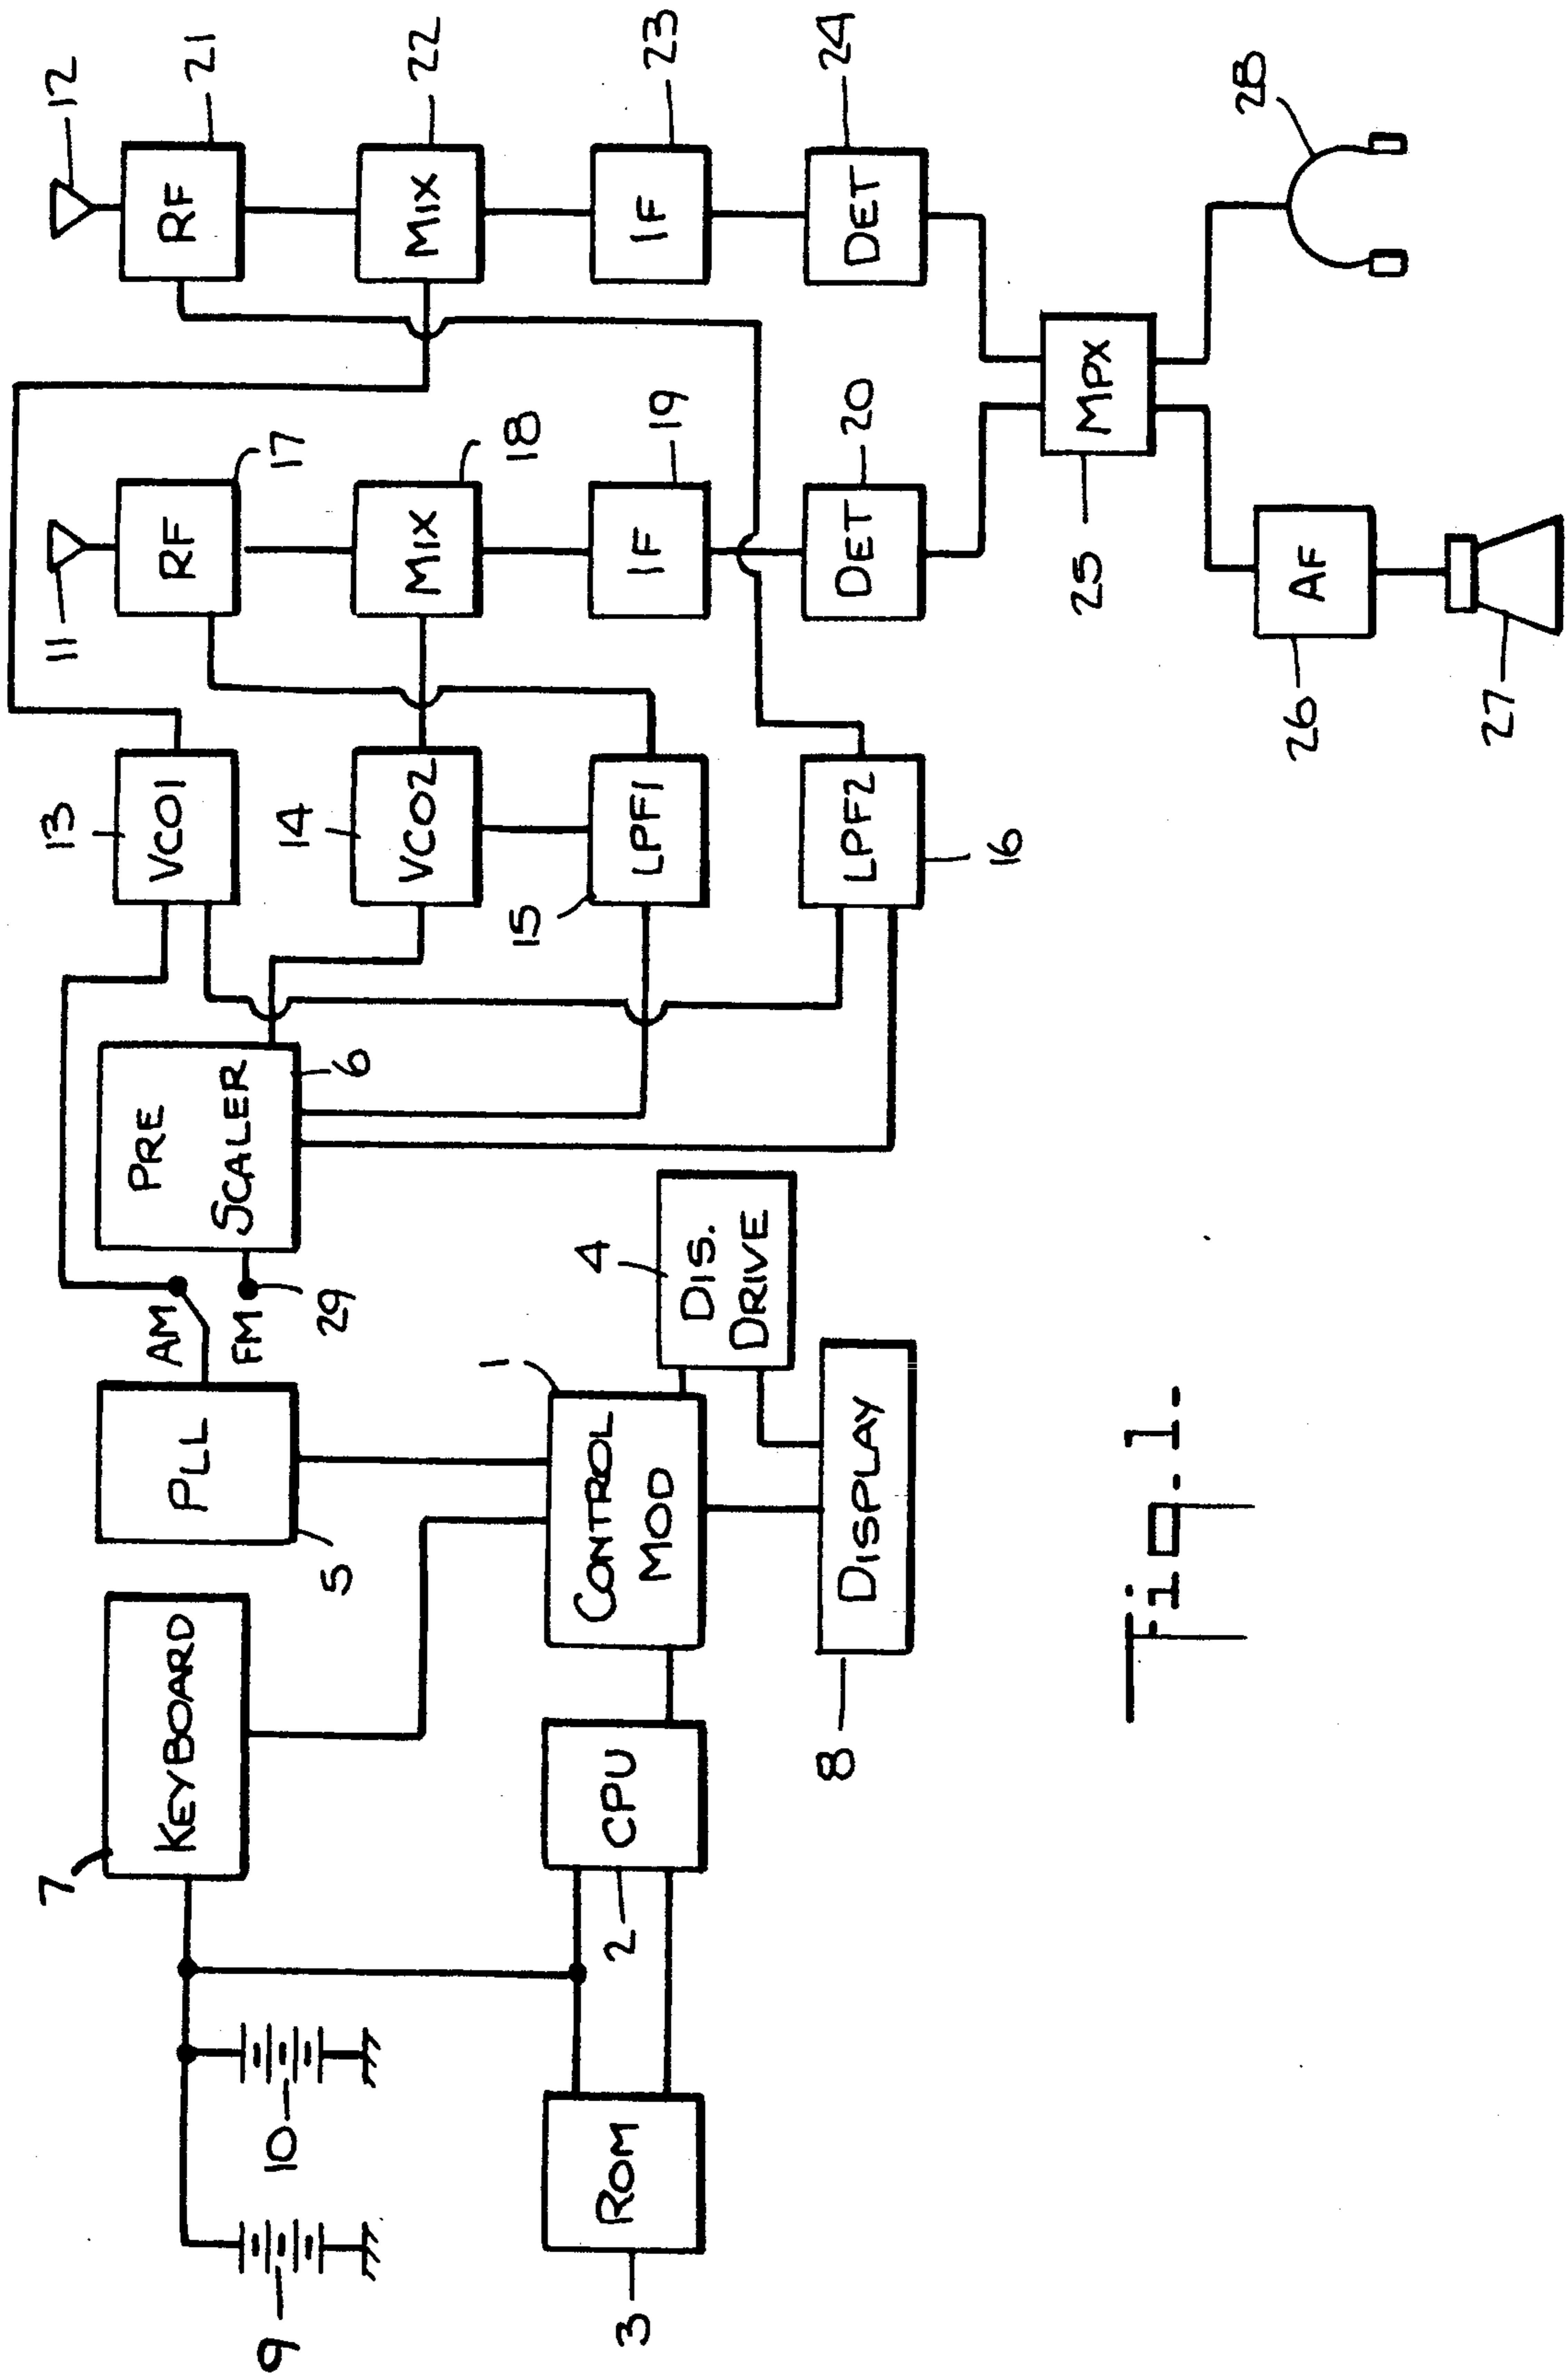 12
21
RF
22
MIX
23
IF
24
DET
11
17
RF
18
MIX
19
IF
20
DET
25
MPX
28
26
AF
27
13
VCO1
14
VCO2
15
LPF1
16
LPF2
6
PRE
SCALER
AM
FM
29
4
DIS.
DRIVE
5
PLL
1
CONTROL
MOD
8
DISPLAY
7
KEYBOARD
2
CPU
3
ROM
9
10
Fig. 1.